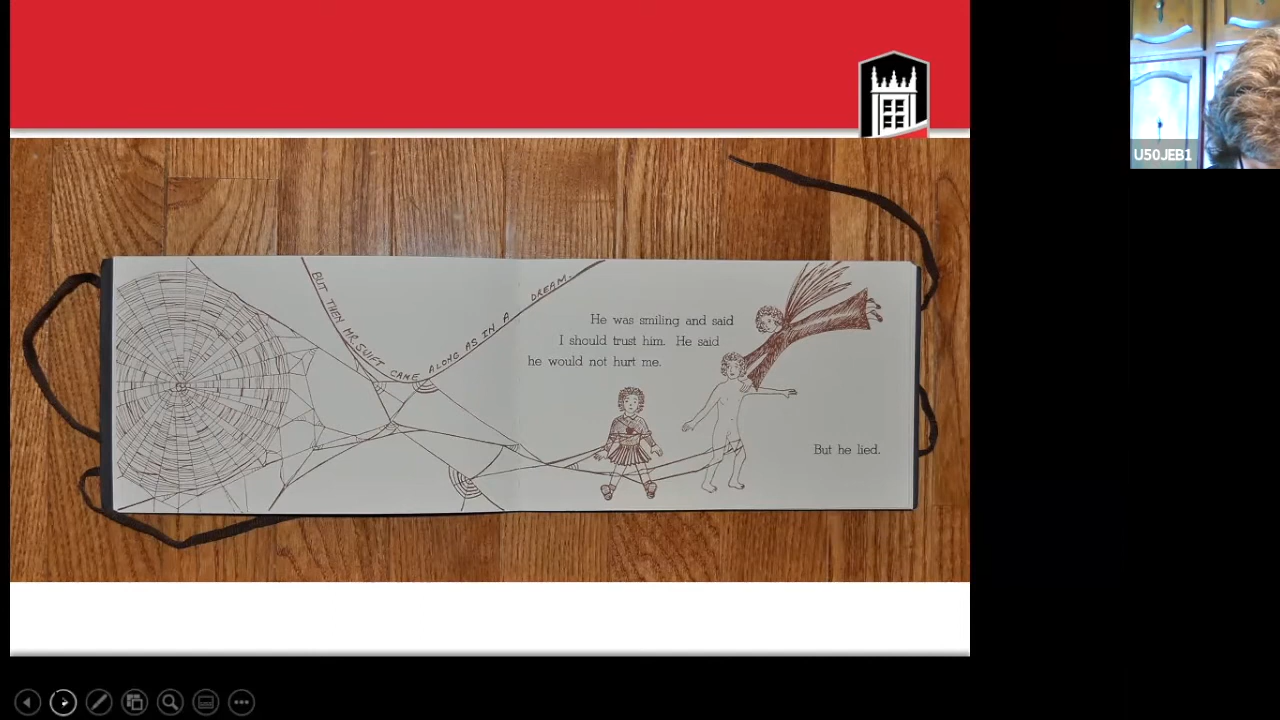 BUT THEN MR. SWIFT CAME ALONG AS IN A DREAM.
He was smiling and said
I should trust him. He said
he would not hurt me.
But he lied.
U50JEB1